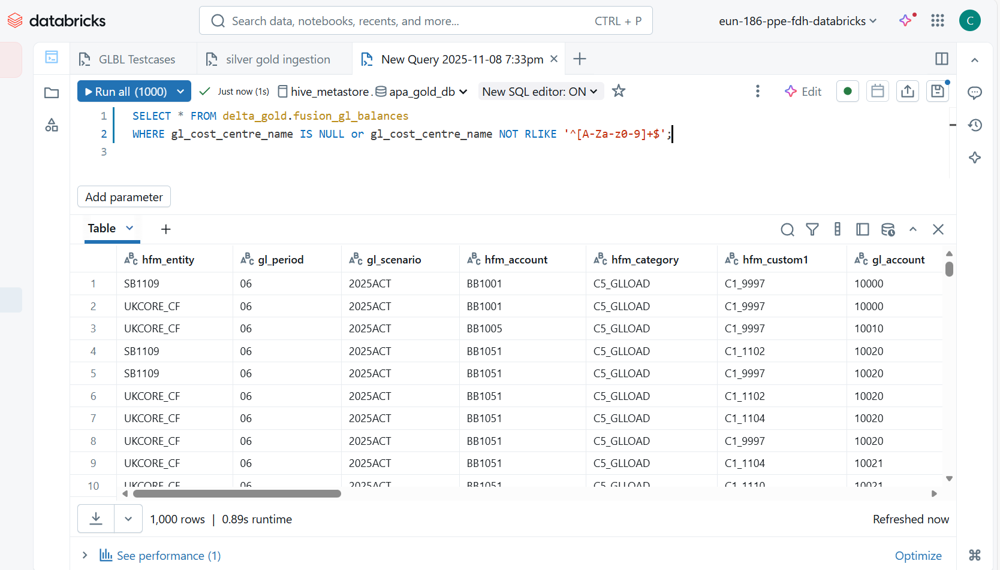 databricks
Search data, notebooks, recents, and more... CTRL + P
eun-186-ppe-fdh-databricks
C
GLBL Testcases
silver gold ingestion
New Query 2025-11-08 7:33pm
Run all (1000)
Just now (1s)
hive_metastore. apa_gold_db
New SQL editor: ON
Edit
1 SELECT * FROM delta_gold.fusion_gl_balances
2 WHERE gl_cost_centre_name IS NULL or gl_cost_centre_name NOT RLIKE '^[A-Za-z0-9]+$';
3
Add parameter
Table
hfm_entity gl_period gl_scenario hfm_account hfm_category hfm_custom1 gl_account
1 SB1109 06 2025ACT BB1001 C5_GLLOAD C1_9997 10000
2 UKCORE_CF 06 2025ACT BB1001 C5_GLLOAD C1_9997 10000
3 UKCORE_CF 06 2025ACT BB1005 C5_GLLOAD C1_9997 10010
4 SB1109 06 2025ACT BB1051 C5_GLLOAD C1_1102 10020
5 SB1109 06 2025ACT BB1051 C5_GLLOAD C1_9997 10020
6 UKCORE_CF 06 2025ACT BB1051 C5_GLLOAD C1_1102 10020
7 UKCORE_CF 06 2025ACT BB1051 C5_GLLOAD C1_1104 10020
8 UKCORE_CF 06 2025ACT BB1051 C5_GLLOAD C1_9997 10020
9 UKCORE_CF 06 2025ACT BB1051 C5_GLLOAD C1_1104 10021
10 UKCORE_CF 06 2025ACT BB1051 C5_GLLOAD C1_1110 10021
1,000 rows | 0.89s runtime
Refreshed now
See performance (1)
Optimize